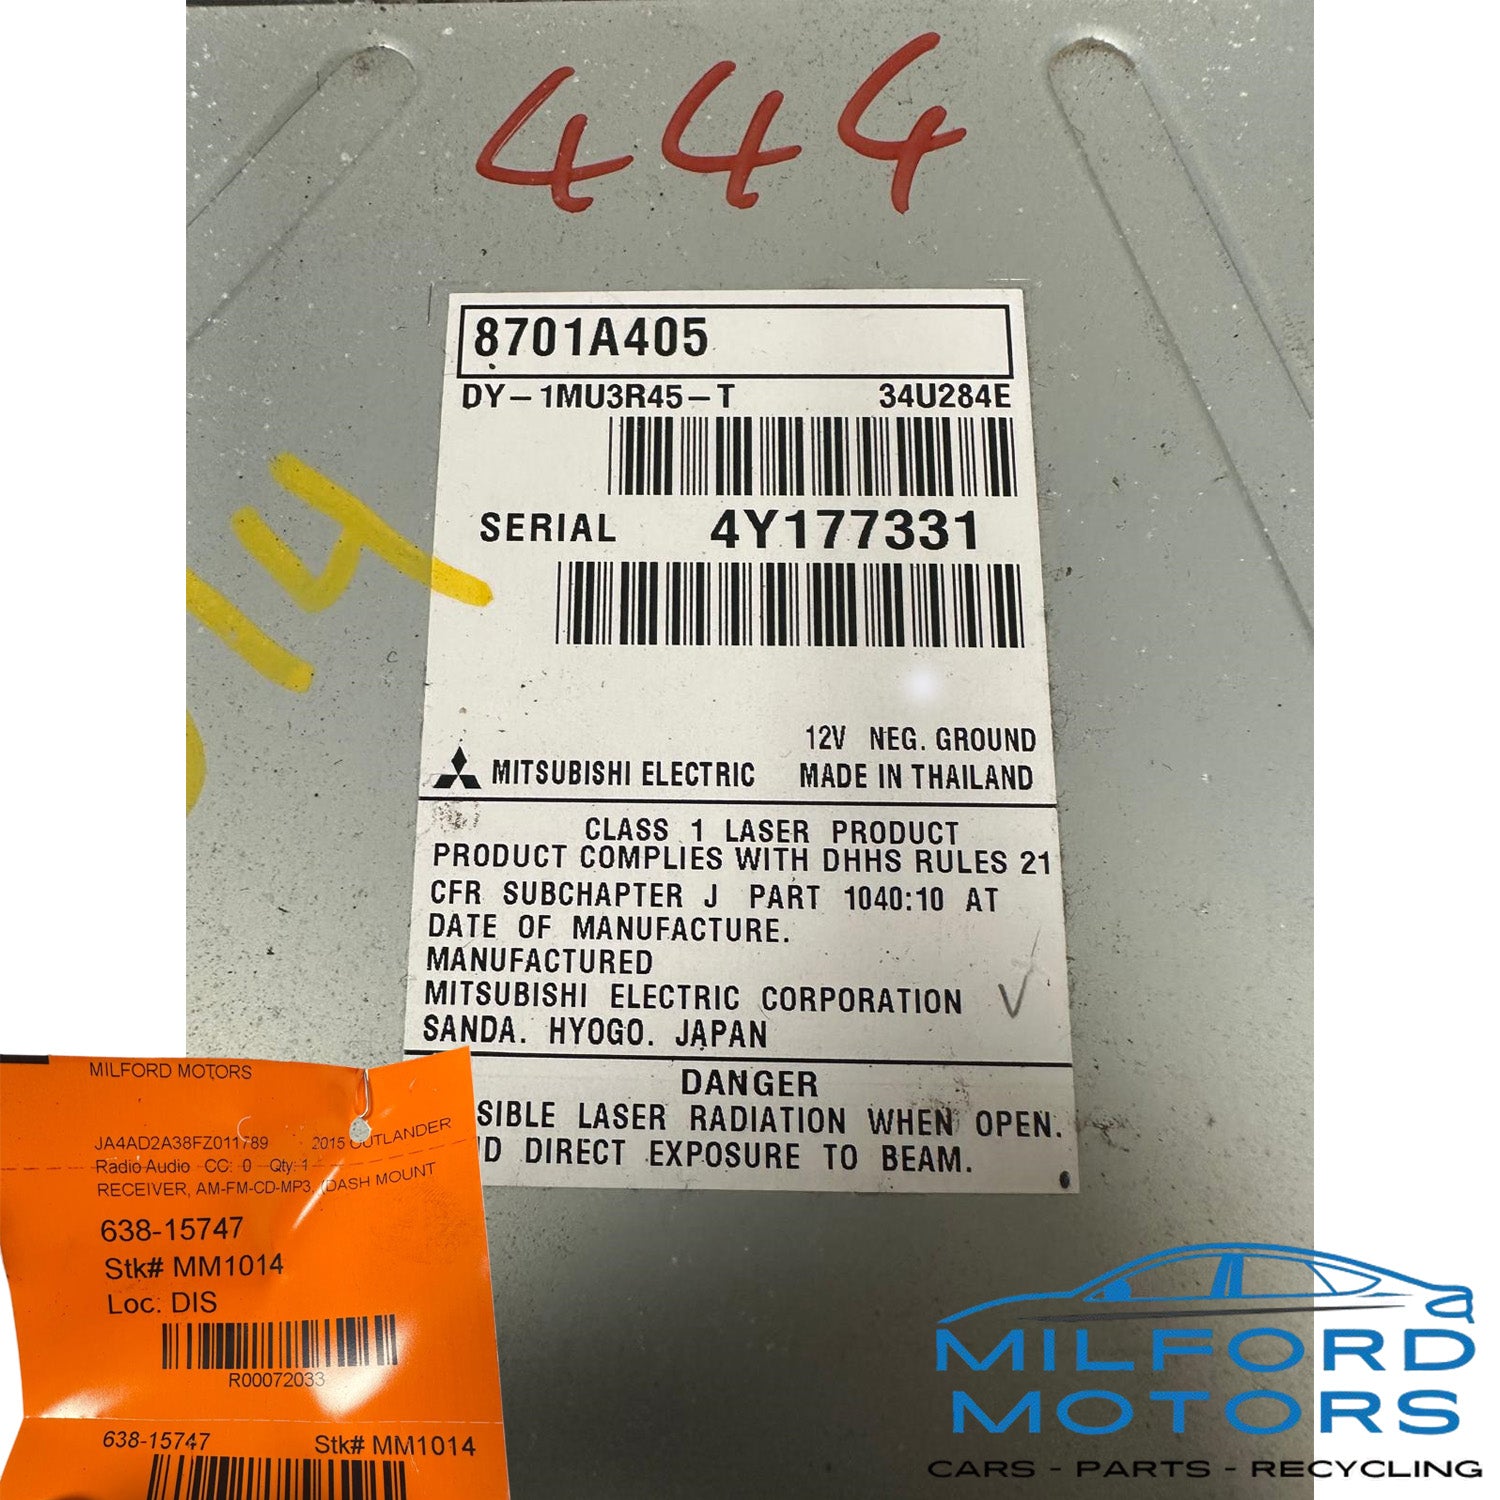 444
014
8701A405
DY-1MU3R45-T 34U284E
SERIAL 4Y177331
12V NEG. GROUND
MITSUBISHI ELECTRIC MADE IN THAILAND
CLASS 1 LASER PRODUCT
PRODUCT COMPLIES WITH DHHS RULES 21
CFR SUBCHAPTER J PART 1040:10 AT
DATE OF MANUFACTURE.
MANUFACTURED
MITSUBISHI ELECTRIC CORPORATION
SANDA. HYOGO. JAPAN
DANGER
SIBLE LASER RADIATION WHEN OPEN.
ID DIRECT EXPOSURE TO BEAM.
MILFORD MOTORS
JA4AD2A38FZ011789 2015 OUTLANDER
Radio Audio CC: 0 Qty: 1
RECEIVER, AM-FM-CD-MP3, (DASH MOUNT
638-15747
Stk# MM1014
Loc: DIS
R00072033
638-15747 Stk# MM1014
MILFORD
MOTORS
CARS - PARTS - RECYCLING